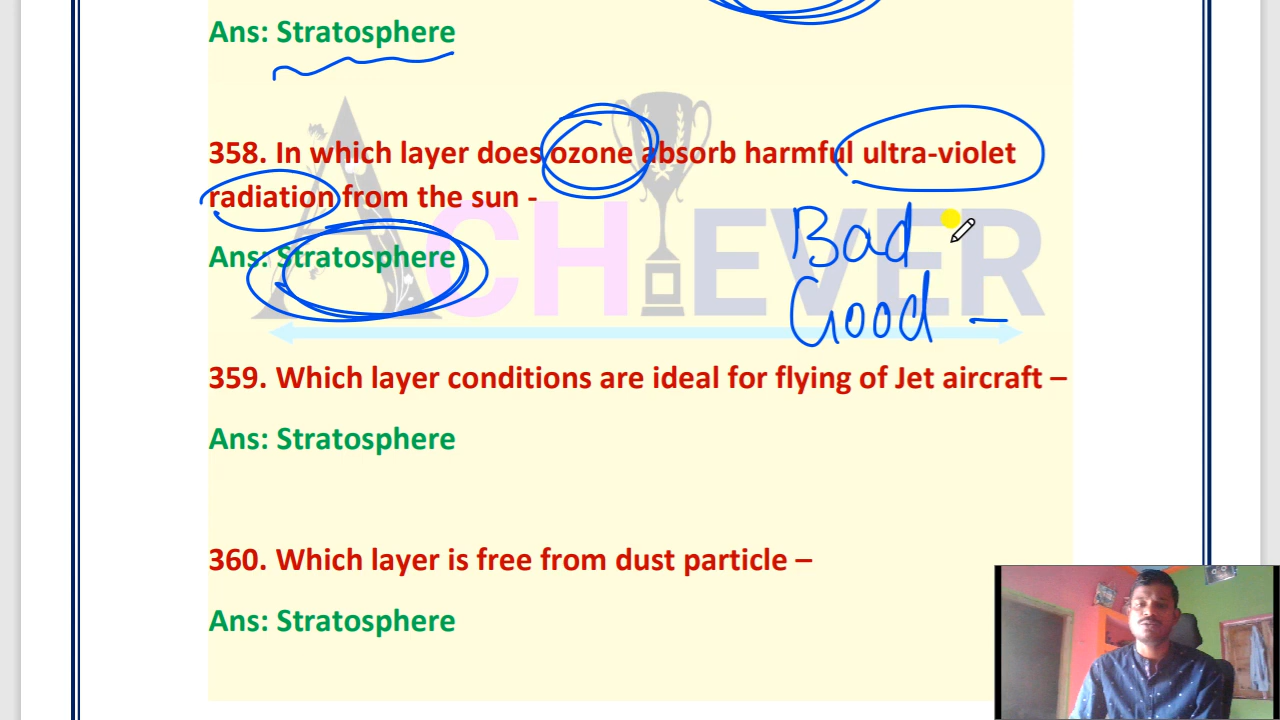 Ans: Stratosphere
358. In which layer does ozone absorb harmful ultra-violet
radiation from the sun -
Ans: Stratosphere
ACHIEVER
Bad
Good –
359. Which layer conditions are ideal for flying of Jet aircraft –
Ans: Stratosphere
360. Which layer is free from dust particle –
Ans: Stratosphere